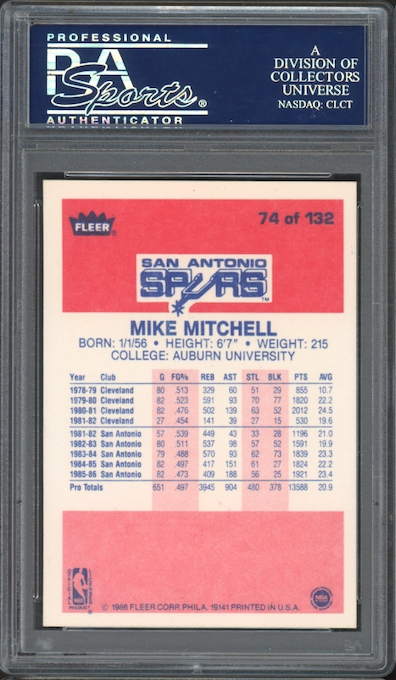 PROFESSIONAL
PSA
Sports®
AUTHENTICATOR
A
DIVISION OF
COLLECTORS
UNIVERSE
NASDAQ: CLCT
FLEER®
74 of 132
SAN ANTONIO
SPURS™
MIKE MITCHELL
BORN: 1/1/56 • HEIGHT: 6'7" • WEIGHT: 215
COLLEGE: AUBURN UNIVERSITY
Year Club G FG% REB AST STL BLK PTS AVG
1978-79 Cleveland 80 .513 329 60 51 29 855 10.7
1979-80 Cleveland 82 .523 591 93 70 77 1820 22.2
1980-81 Cleveland 82 .476 502 139 63 52 2012 24.5
1981-82 Cleveland 27 .454 141 39 27 15 530 19.6
1981-82 San Antonio 57 .539 449 43 33 28 1196 21.0
1982-83 San Antonio 80 .511 537 98 57 52 1591 19.9
1983-84 San Antonio 79 .488 570 93 62 73 1839 23.3
1984-85 San Antonio 82 .497 417 151 61 27 1824 22.2
1985-86 San Antonio 82 .473 409 188 56 25 1921 23.4
Pro Totals 651 .497 3945 904 480 378 13588 20.9
© 1986 FLEER CORP. PHILA. 19141 PRINTED IN U.S.A.